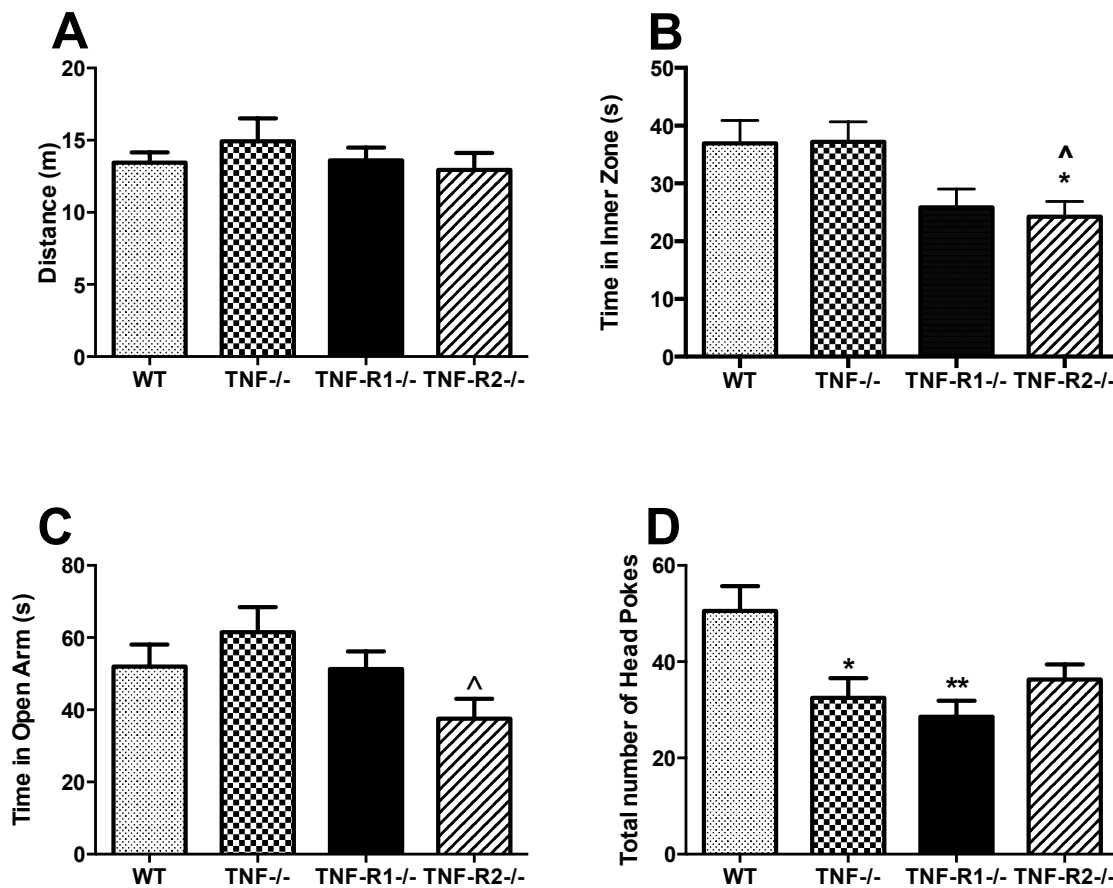 A
Distance (m)
20
15
10
5
0
WT TNF-/- TNF-R1-/- TNF-R2-/-
B
Time in Inner Zone (s)
50
40
30
20
10
0
^
*
WT TNF-/- TNF-R1-/- TNF-R2-/-
C
Time in Open Arm (s)
80
60
40
20
0
^
WT TNF-/- TNF-R1-/- TNF-R2-/-
D
Total number of Head Pokes
60
40
20
0
* **
WT TNF-/- TNF-R1-/- TNF-R2-/-